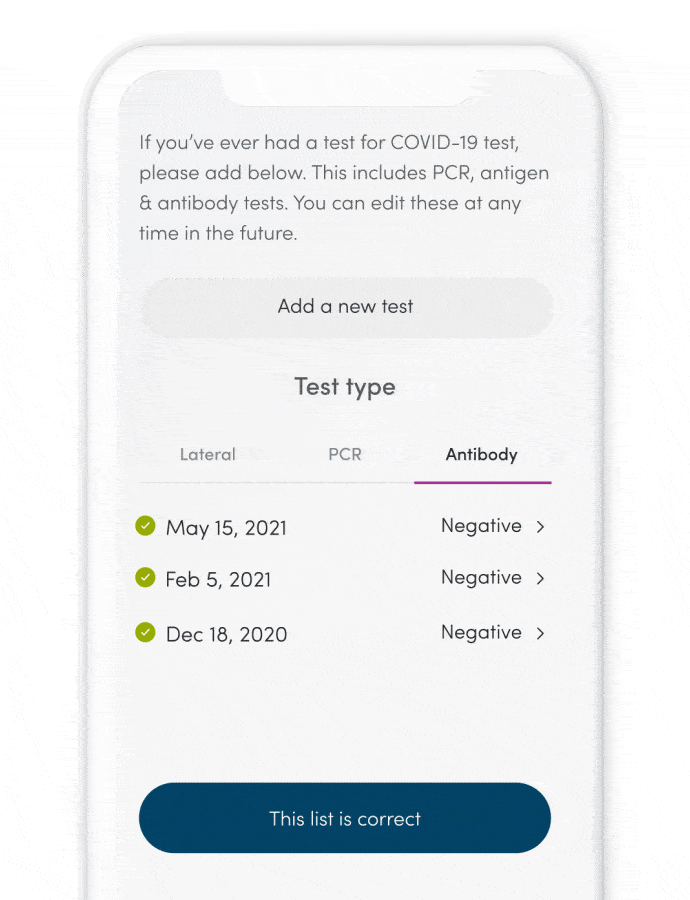 If you’ve ever had a test for COVID-19 test,
please add below. This includes PCR, antigen
& antibody tests. You can edit these at any
time in the future.
Add a new test
Test type
Lateral PCR Antibody
May 15, 2021 Negative
Feb 5, 2021 Negative
Dec 18, 2020 Negative
This list is correct